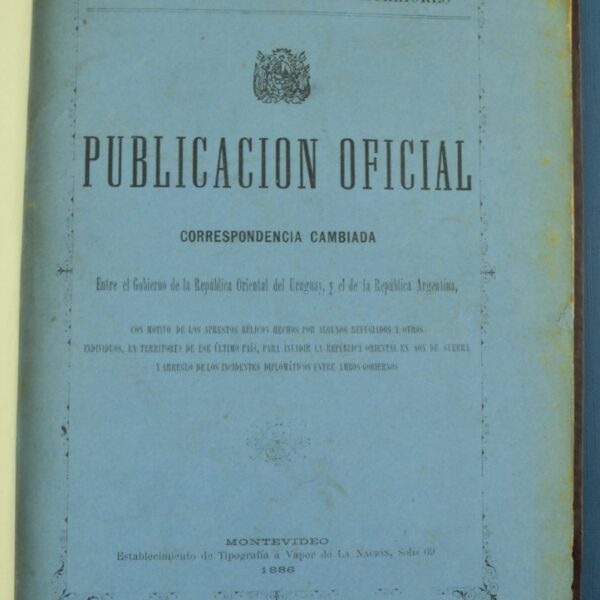 PUBLICACION OFICIAL
CORRESPONDENCIA CAMBIADA
Entre el Gobierno de la República Oriental del Uruguay, y el de la República Argentina,
CON MOTIVO DE LOS APRESTOS BÉLICOS HECHOS POR ALGUNOS REFUGIADOS Y OTROS
INDIVIDUOS, EN TERRITORIO DE ESE ÚLTIMO PAÍS, PARA INVADIR LA REPÚBLICA ORIENTAL EN SON DE GUERRA
Y ARREGLO DE LOS INCIDENTES DIPLOMÁTICOS ENTRE AMBOS GOBIERNOS
MONTEVIDEO
Establecimiento de Tipografía a Vapor de LA NACION, Solis 69
1886